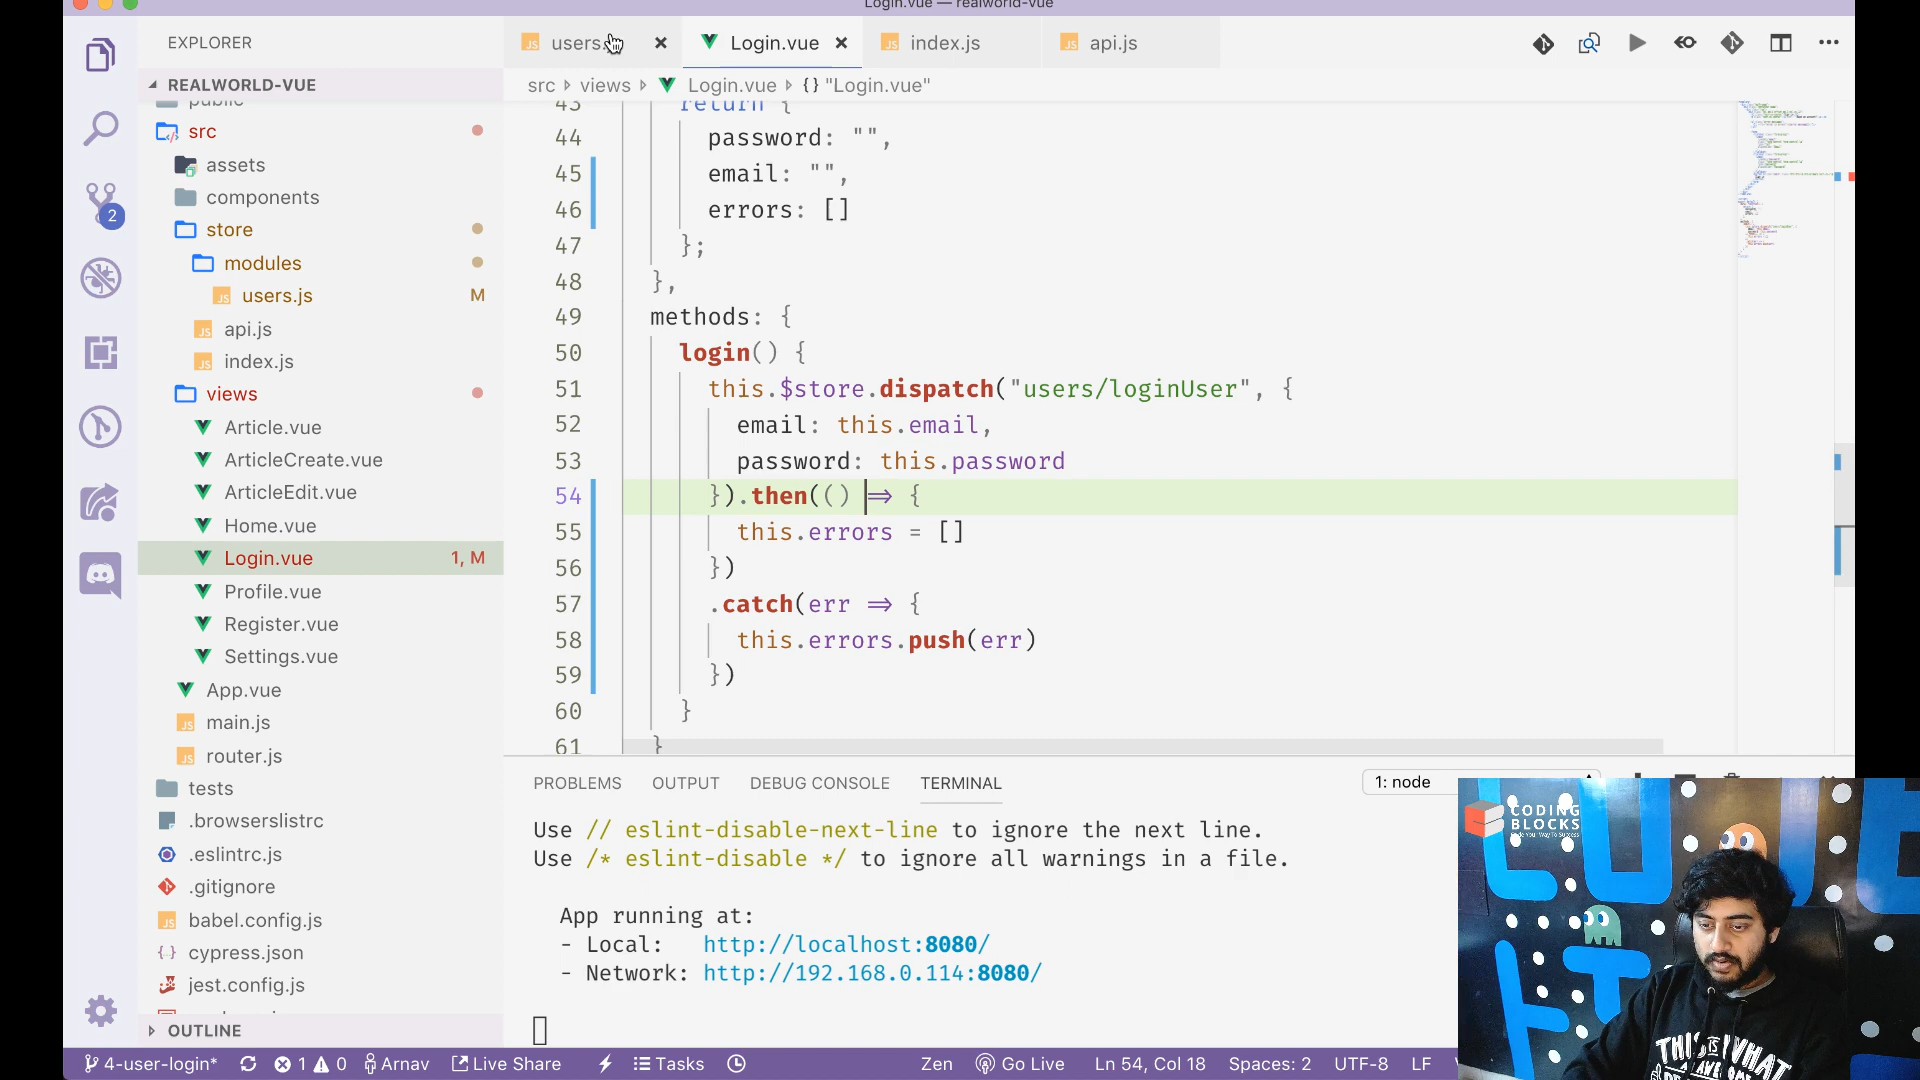 Login.vue — realworld-vue
EXPLORER
REALWORLD-VUE
public
src
assets
components
store
modules
users.js M
api.js
index.js
views
Article.vue
ArticleCreate.vue
ArticleEdit.vue
Home.vue
Login.vue 1, M
Profile.vue
Register.vue
Settings.vue
App.vue
main.js
router.js
tests
.browserslistrc
.eslintrc.js
.gitignore
babel.config.js
cypress.json
jest.config.js
OUTLINE
2
users. Login.vue index.js api.js
src views Login.vue {} "Login.vue"
43 return {
44 password: "",
45 email: "",
46 errors: []
47 };
48 },
49 methods: {
50 login() {
51 this.$store.dispatch("users/loginUser", {
52 email: this.email,
53 password: this.password
54 }).then(() => {
55 this.errors = []
56 })
57 .catch(err => {
58 this.errors.push(err)
59 })
60 }
61 }
PROBLEMS OUTPUT DEBUG CONSOLE TERMINAL 1: node
Use // eslint-disable-next-line to ignore the next line.
Use /* eslint-disable */ to ignore all warnings in a file.
App running at:
- Local: http://localhost:8080/
- Network: http://192.168.0.114:8080/
CODING
BLOCKS
THIS IS WHAT
AN AWESOME
4-user-login* 1 0 Arnav Live Share Tasks Zen Go Live Ln 54, Col 18 Spaces: 2 UTF-8 LF